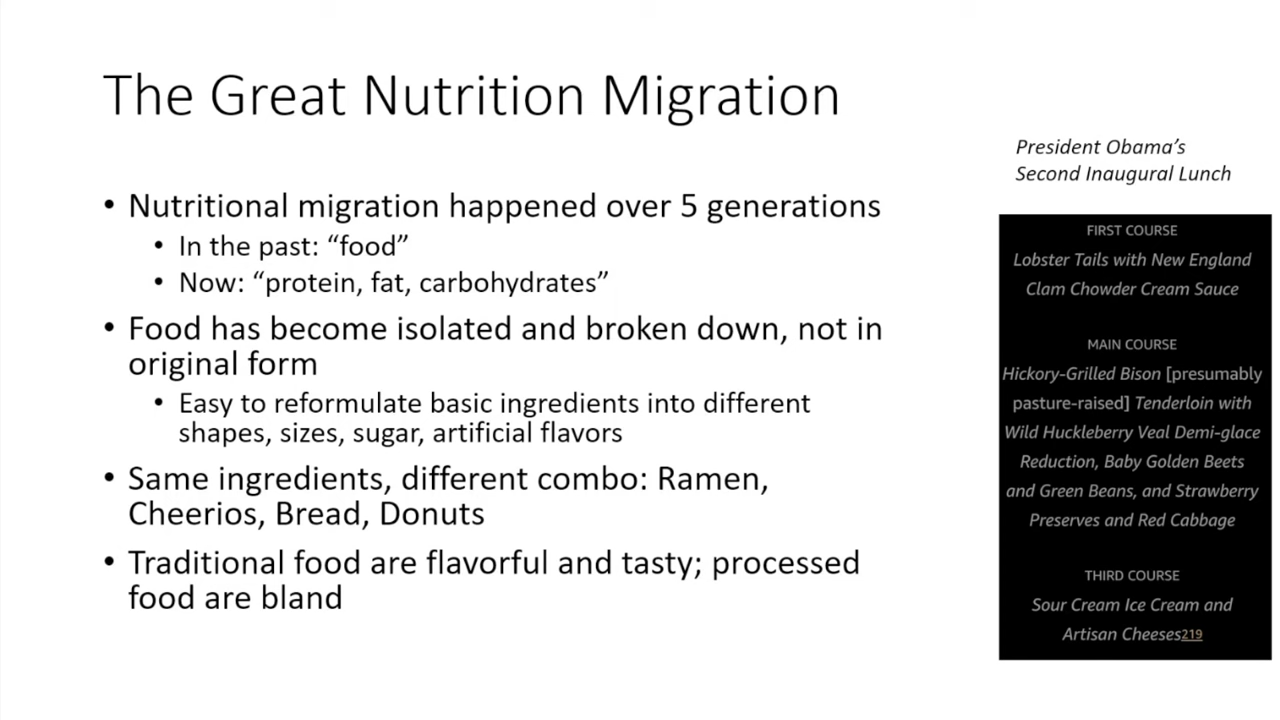 The Great Nutrition Migration
• Nutritional migration happened over 5 generations
• In the past: “food”
• Now: “protein, fat, carbohydrates”
• Food has become isolated and broken down, not in
original form
• Easy to reformulate basic ingredients into different
shapes, sizes, sugar, artificial flavors
• Same ingredients, different combo: Ramen,
Cheerios, Bread, Donuts
• Traditional food are flavorful and tasty; processed
food are bland
President Obama’s
Second Inaugural Lunch
FIRST COURSE
Lobster Tails with New England
Clam Chowder Cream Sauce
MAIN COURSE
Hickory-Grilled Bison [presumably
pasture-raised] Tenderloin with
Wild Huckleberry Veal Demi-glace
Reduction, Baby Golden Beets
and Green Beans, and Strawberry
Preserves and Red Cabbage
THIRD COURSE
Sour Cream Ice Cream and
Artisan Cheeses219